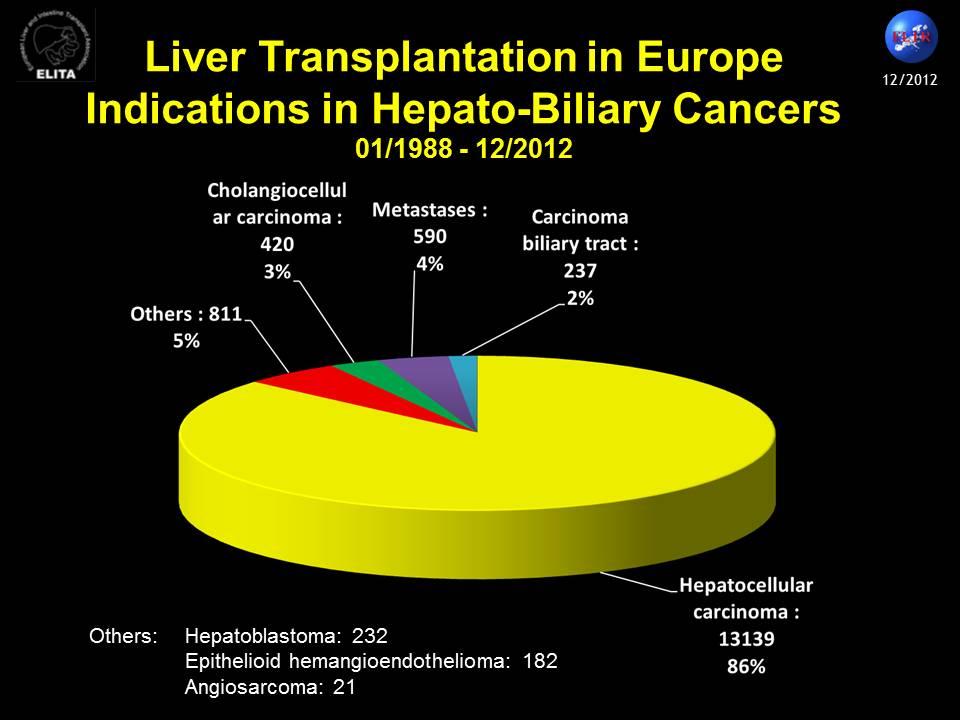 ELITA
ELTR
12/2012
Liver Transplantation in Europe
Indications in Hepato-Biliary Cancers
01/1988 - 12/2012
Cholangiocellul
ar carcinoma :
420
3%
Metastases :
590
4%
Carcinoma
biliary tract :
237
2%
Others : 811
5%
Hepatocellular
carcinoma :
13139
86%
Others: Hepatoblastoma: 232
Epithelioid hemangioendothelioma: 182
Angiosarcoma: 21